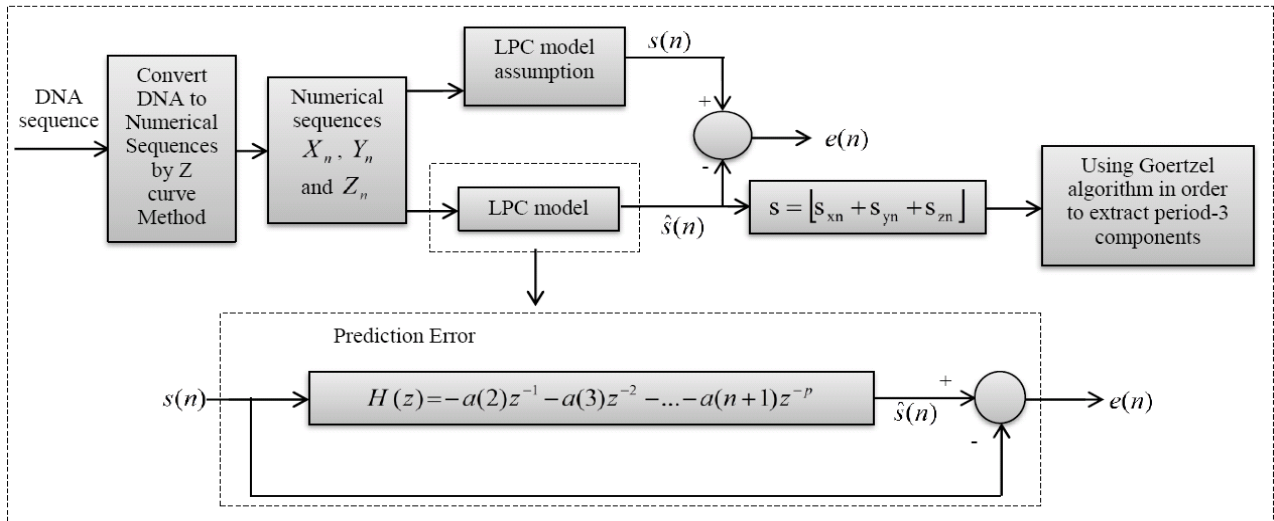 DNA
sequence
Convert
DNA to
Numerical
Sequences
by Z
curve
Method
Numerical
sequences
X_n , Y_n
and Z_n
LPC model
assumption
s(n)
+
-
e(n)
LPC model
ŝ(n)
s = ⌊s_xn + s_yn + s_zn⌋
Using Goertzel
algorithm in order
to extract period-3
components
Prediction Error
s(n)
H(z)=-a(2)z^{-1}-a(3)z^{-2}-...-a(n+1)z^{-p}
ŝ(n)
+
-
e(n)